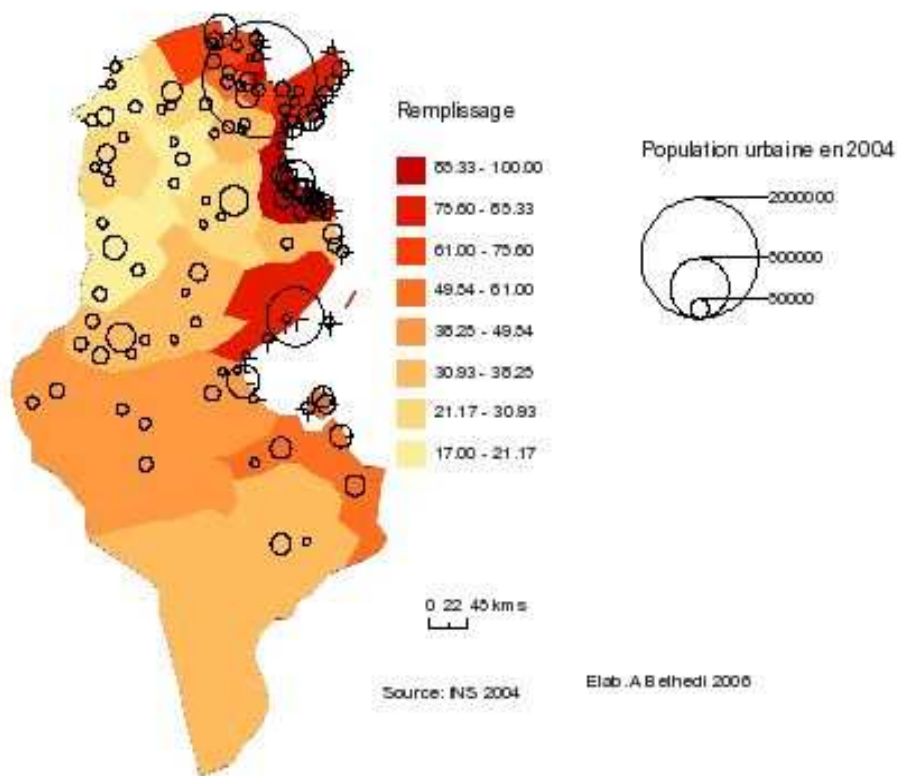 Remplissage
85.33 - 100.00
75.60 - 85.33
61.00 - 75.60
49.54 - 61.00
38.25 - 49.54
30.93 - 38.25
21.17 - 30.93
17.00 - 21.17
Population urbaine en 2004
2000000
500000
50000
0 22 45 kms
Source: INS 2004
Elab. A Belhedi 2006